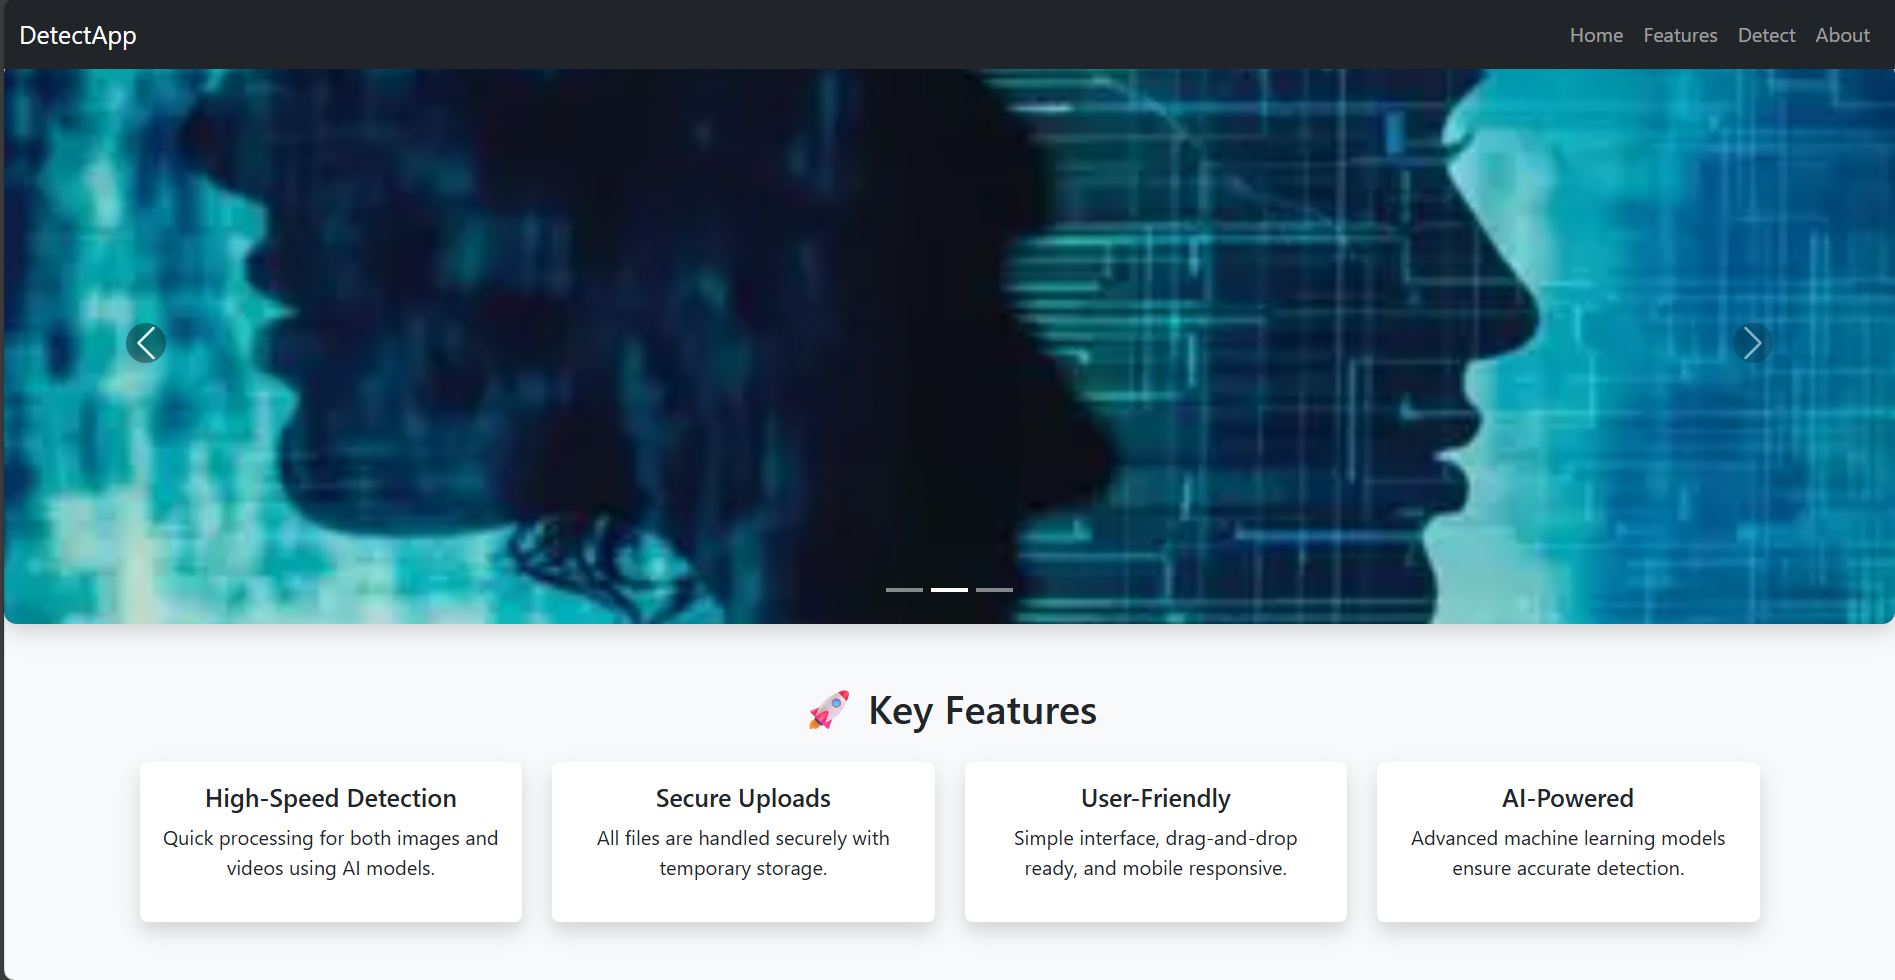 DetectApp
Home Features Detect About
🚀 Key Features
High-Speed Detection
Quick processing for both images and
videos using AI models.
Secure Uploads
All files are handled securely with
temporary storage.
User-Friendly
Simple interface, drag-and-drop
ready, and mobile responsive.
AI-Powered
Advanced machine learning models
ensure accurate detection.